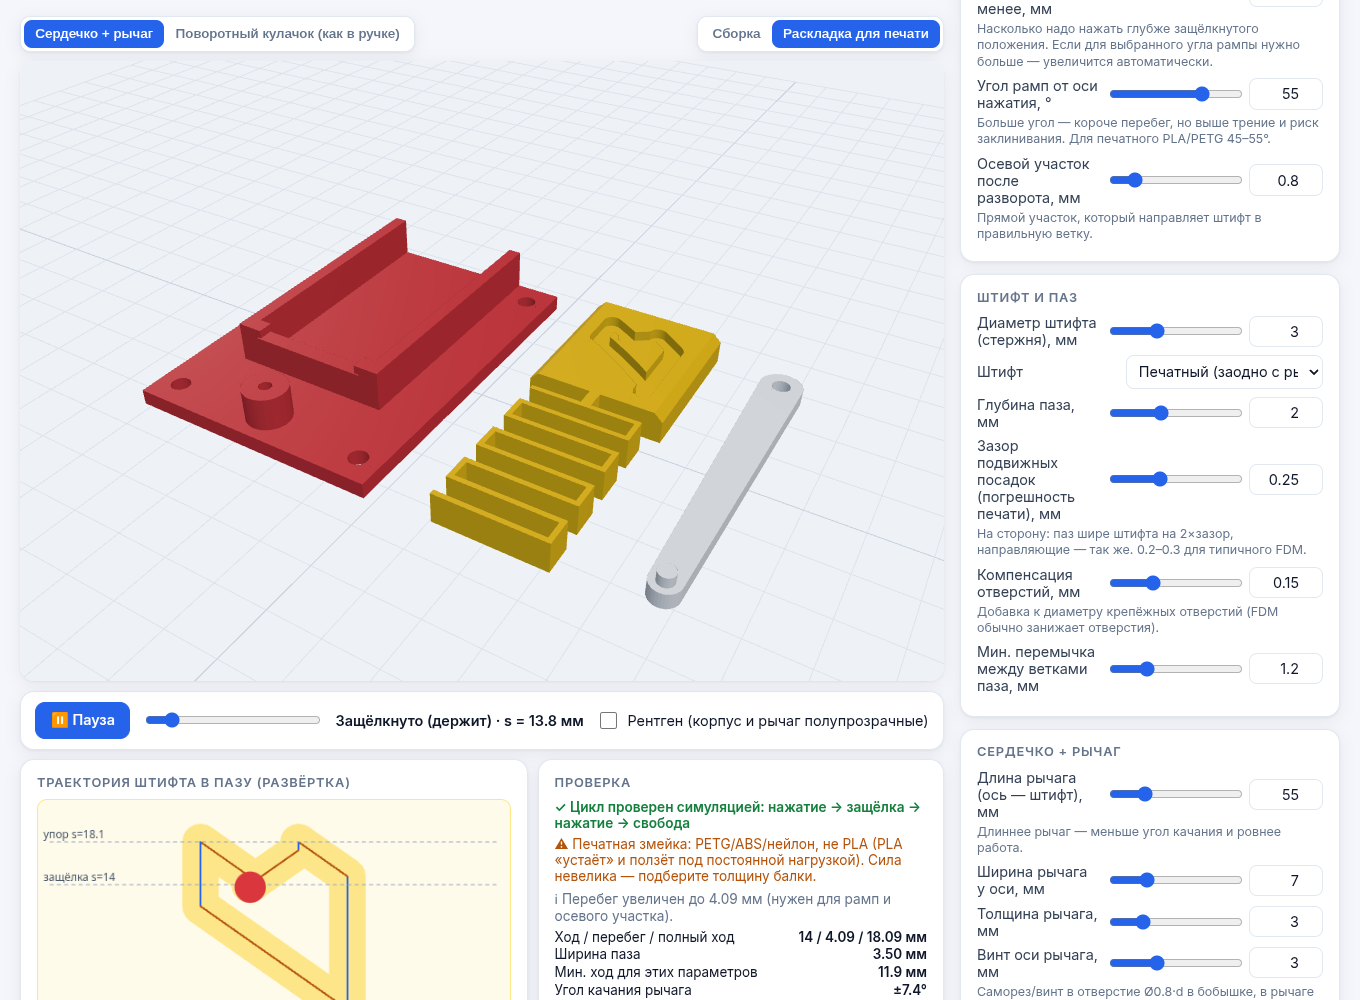 Сердечко + рычаг
Поворотный кулачок (как в ручке)
Сборка
Раскладка для печати
⏸ Пауза
Защёлкнуто (держит) · s = 13.8 мм
Рентген (корпус и рычаг полупрозрачные)
ТРАЕКТОРИЯ ШТИФТА В ПАЗУ (РАЗВЁРТКА)
упор s=18.1
защёлка s=14
ПРОВЕРКА
✓ Цикл проверен симуляцией: нажатие → защёлка →
нажатие → свобода
⚠ Печатная змейка: PETG/ABS/нейлон, не PLA (PLA
«устаёт» и ползёт под постоянной нагрузкой). Сила
невелика — подберите толщину балки.
i Перебег увеличен до 4.09 мм (нужен для рамп и
осевого участка).
Ход / перебег / полный ход 14 / 4.09 / 18.09 мм
Ширина паза 3.50 мм
Мин. ход для этих параметров 11.9 мм
Угол качания рычага ±7.4°
менее, мм
Насколько надо нажать глубже защёлкнутого
положения. Если для выбранного угла рампы нужно
больше — увеличится автоматически.
Угол рамп от оси
нажатия, °
55
Больше угол — короче перебег, но выше трение и риск
заклинивания. Для печатного PLA/PETG 45–55°.
Осевой участок
после
разворота, мм
0.8
Прямой участок, который направляет штифт в
правильную ветку.
ШТИФТ И ПАЗ
Диаметр штифта
(стержня), мм
3
Штифт
Печатный (заодно с ры
Глубина паза,
мм
2
Зазор
подвижных
посадок
(погрешность
печати), мм
0.25
На сторону: паз шире штифта на 2×зазор,
направляющие — так же. 0.2–0.3 для типичного FDM.
Компенсация
отверстий, мм
0.15
Добавка к диаметру крепёжных отверстий (FDM
обычно занижает отверстия).
Мин. перемычка
между ветками
паза, мм
1.2
СЕРДЕЧКО + РЫЧАГ
Длина рычага
(ось — штифт),
мм
55
Длиннее рычаг — меньше угол качания и ровнее
работа.
Ширина рычага
у оси, мм
7
Толщина рычага,
мм
3
Винт оси рычага,
мм
3
Саморез/винт в отверстие Ø0.8·d в бобышке, в рычаге